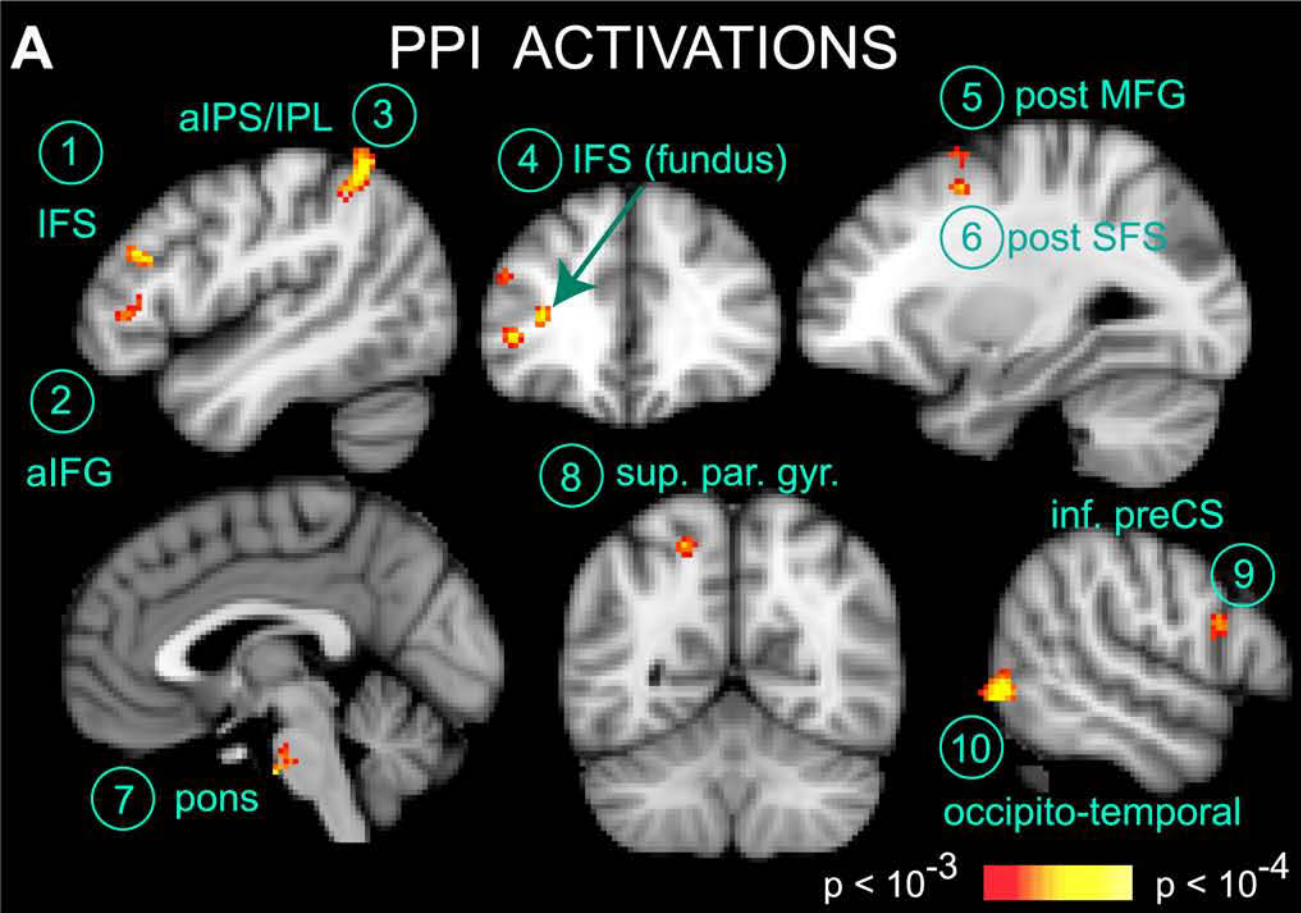 A
PPI ACTIVATIONS
1
IFS
aIPS/IPL 3
4 IFS (fundus)
5 post MFG
6 post SFS
2
aIFG
7 pons
8 sup. par. gyr.
inf. preCS
9
10
occipito-temporal
p < 10-3 p < 10-4